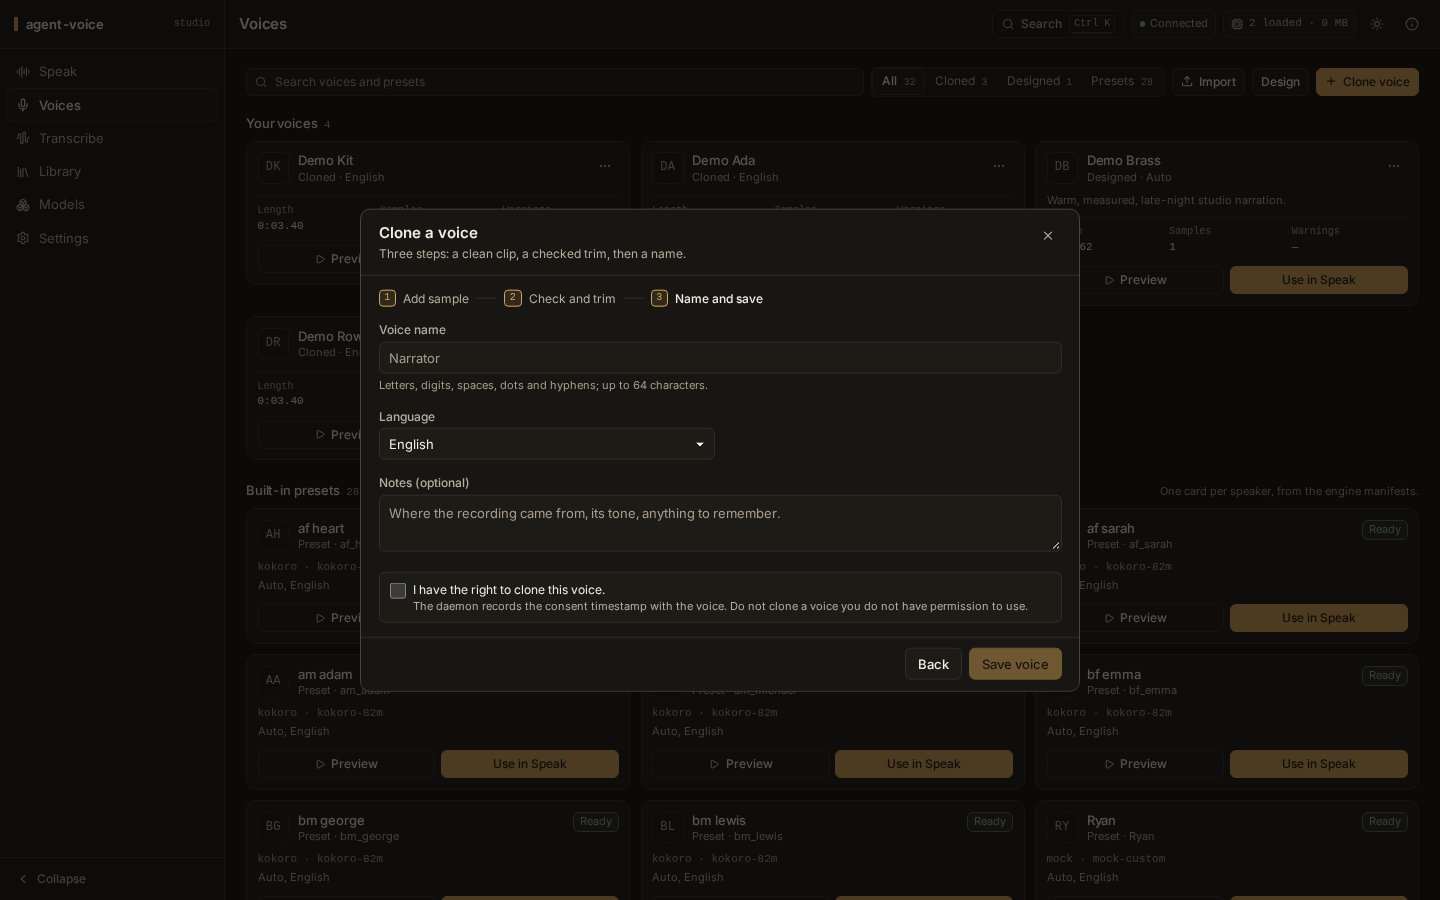 agent-voice studio
Voices
Search Ctrl K
Connected
2 loaded · 0 MB
Speak
Voices
Transcribe
Library
Models
Settings
Collapse
Search voices and presets
All 32
Cloned 3
Designed 1
Presets 28
Import
Design
+ Clone voice
Your voices 4
DK
Demo Kit
Cloned · English
Length
0:03.40
DA
Demo Ada
Cloned · English
DB
Demo Brass
Designed · Auto
Warm, measured, late-night studio narration.
Samples
1
Warnings
—
Preview
Use in Speak
DR
Cloned
Length
0:03.40
Clone a voice
Three steps: a clean clip, a checked trim, then a name.
1 Add sample
2 Check and trim
3 Name and save
Voice name
Narrator
Letters, digits, spaces, dots and hyphens; up to 64 characters.
Language
English
Notes (optional)
Where the recording came from, its tone, anything to remember.
I have the right to clone this voice.
The daemon records the consent timestamp with the voice. Do not clone a voice you do not have permission to use.
Back
Save voice
Built-in presets 28
One card per speaker, from the engine manifests.
AH
af heart
Preset
kokoro · kokoro-82m
Auto, English
af sarah
Preset · af_sarah
Ready
Preview
Use in Speak
AA
am adam
Preset · am_adam
kokoro · kokoro-82m
Auto, English
Preview
Use in Speak
kokoro · kokoro-82m
Auto, English
Preview
Use in Speak
bf emma
Preset · bf_emma
Ready
kokoro · kokoro-82m
Auto, English
Preview
Use in Speak
BG
bm george
Preset · bm_george
Ready
kokoro · kokoro-82m
Auto, English
BL
bm lewis
Preset · bm_lewis
Ready
kokoro · kokoro-82m
Auto, English
RY
Ryan
Preset · Ryan
Ready
mock · mock-custom
Auto, English